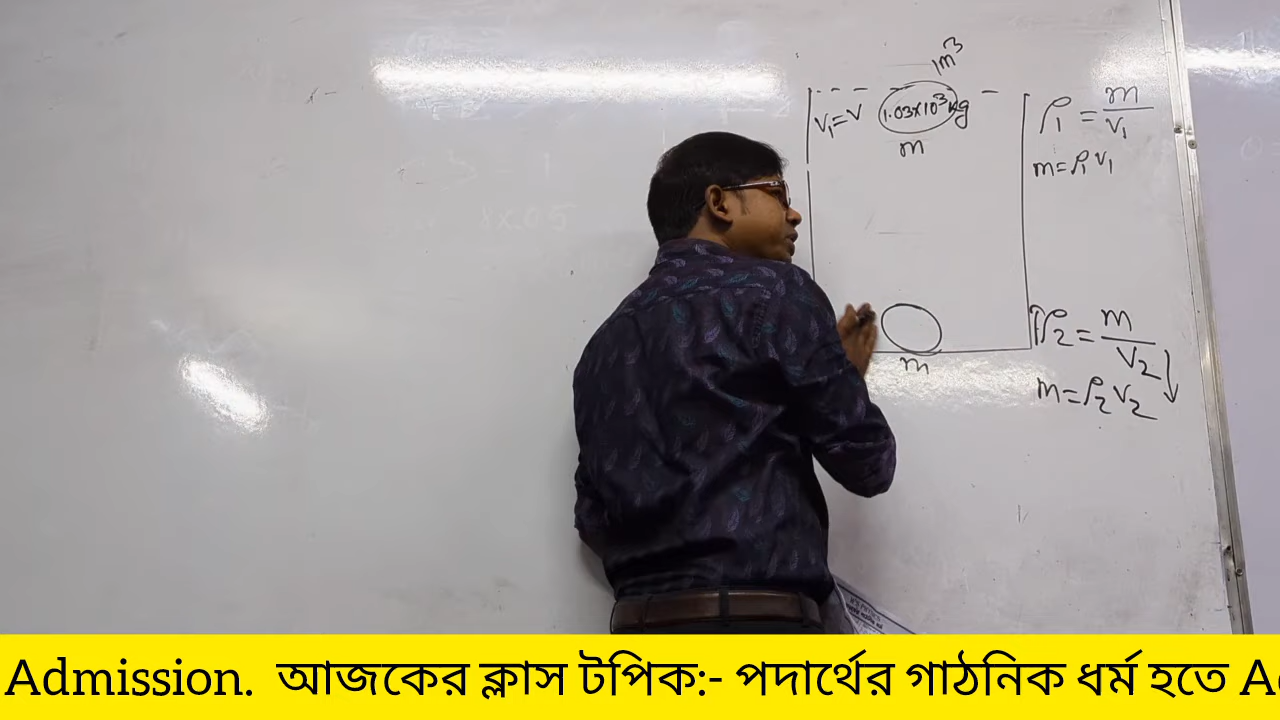 1m³
V₁=V 1.03×10³kg
m
ρ₁ = m/V₁
m=ρ₁V₁
ρ₂ = m/V₂
m=ρ₂V₂
m
Admission. আজকের ক্লাস টপিক:- পদার্থের গাঠনিক ধর্ম হতে